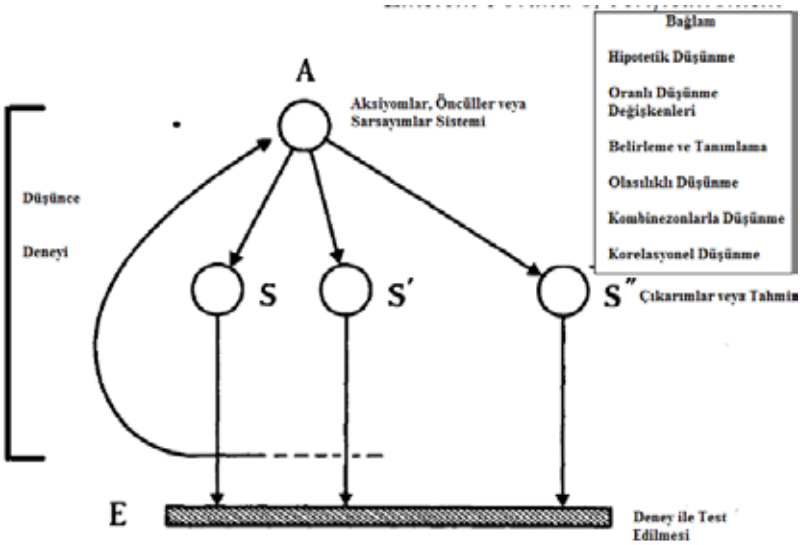 Bağlam
Hipotetik Düşünme
Oranlı Düşünme
Değişkenleri
Belirleme ve Tanımlama
Olasılıklı Düşünme
Kombinezonlarla Düşünme
Korelasyonel Düşünme
A
Aksiyomlar, Öncüller veya
Sarsayımlar Sistemi
Düşünce
Deneyi
S
S′
S″
Çıkarımlar veya Tahmin
E
Deney ile Test
Edilmesi